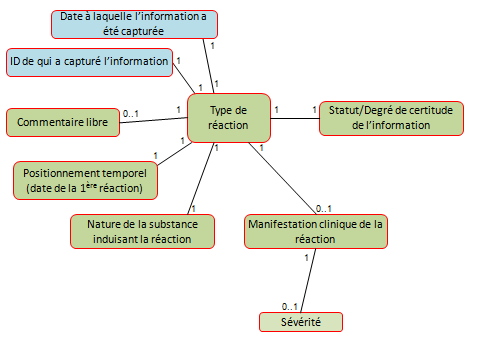 Date à laquelle l'information a
été capturée
1
ID de qui a capturé l'information
1
1
1
Type de
réaction
Commentaire libre
0..1
1
1
1
Statut/Degré de certitude
de l'information
Positionnement temporel
(date de la 1ère réaction)
1
1
1
1
Nature de la substance
induisant la réaction
1
0..1
Manifestation clinique de la
réaction
1
0..1
Sévérité